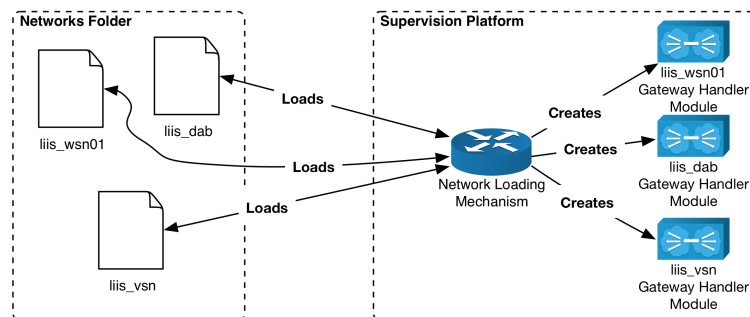 Networks Folder
liis_dab
liis_wsn01
liis_vsn
Loads
Loads
Loads
Supervision Platform
Network Loading
Mechanism
Creates
Creates
Creates
liis_wsn01
Gateway Handler
Module
liis_dab
Gateway Handler
Module
liis_vsn
Gateway Handler
Module